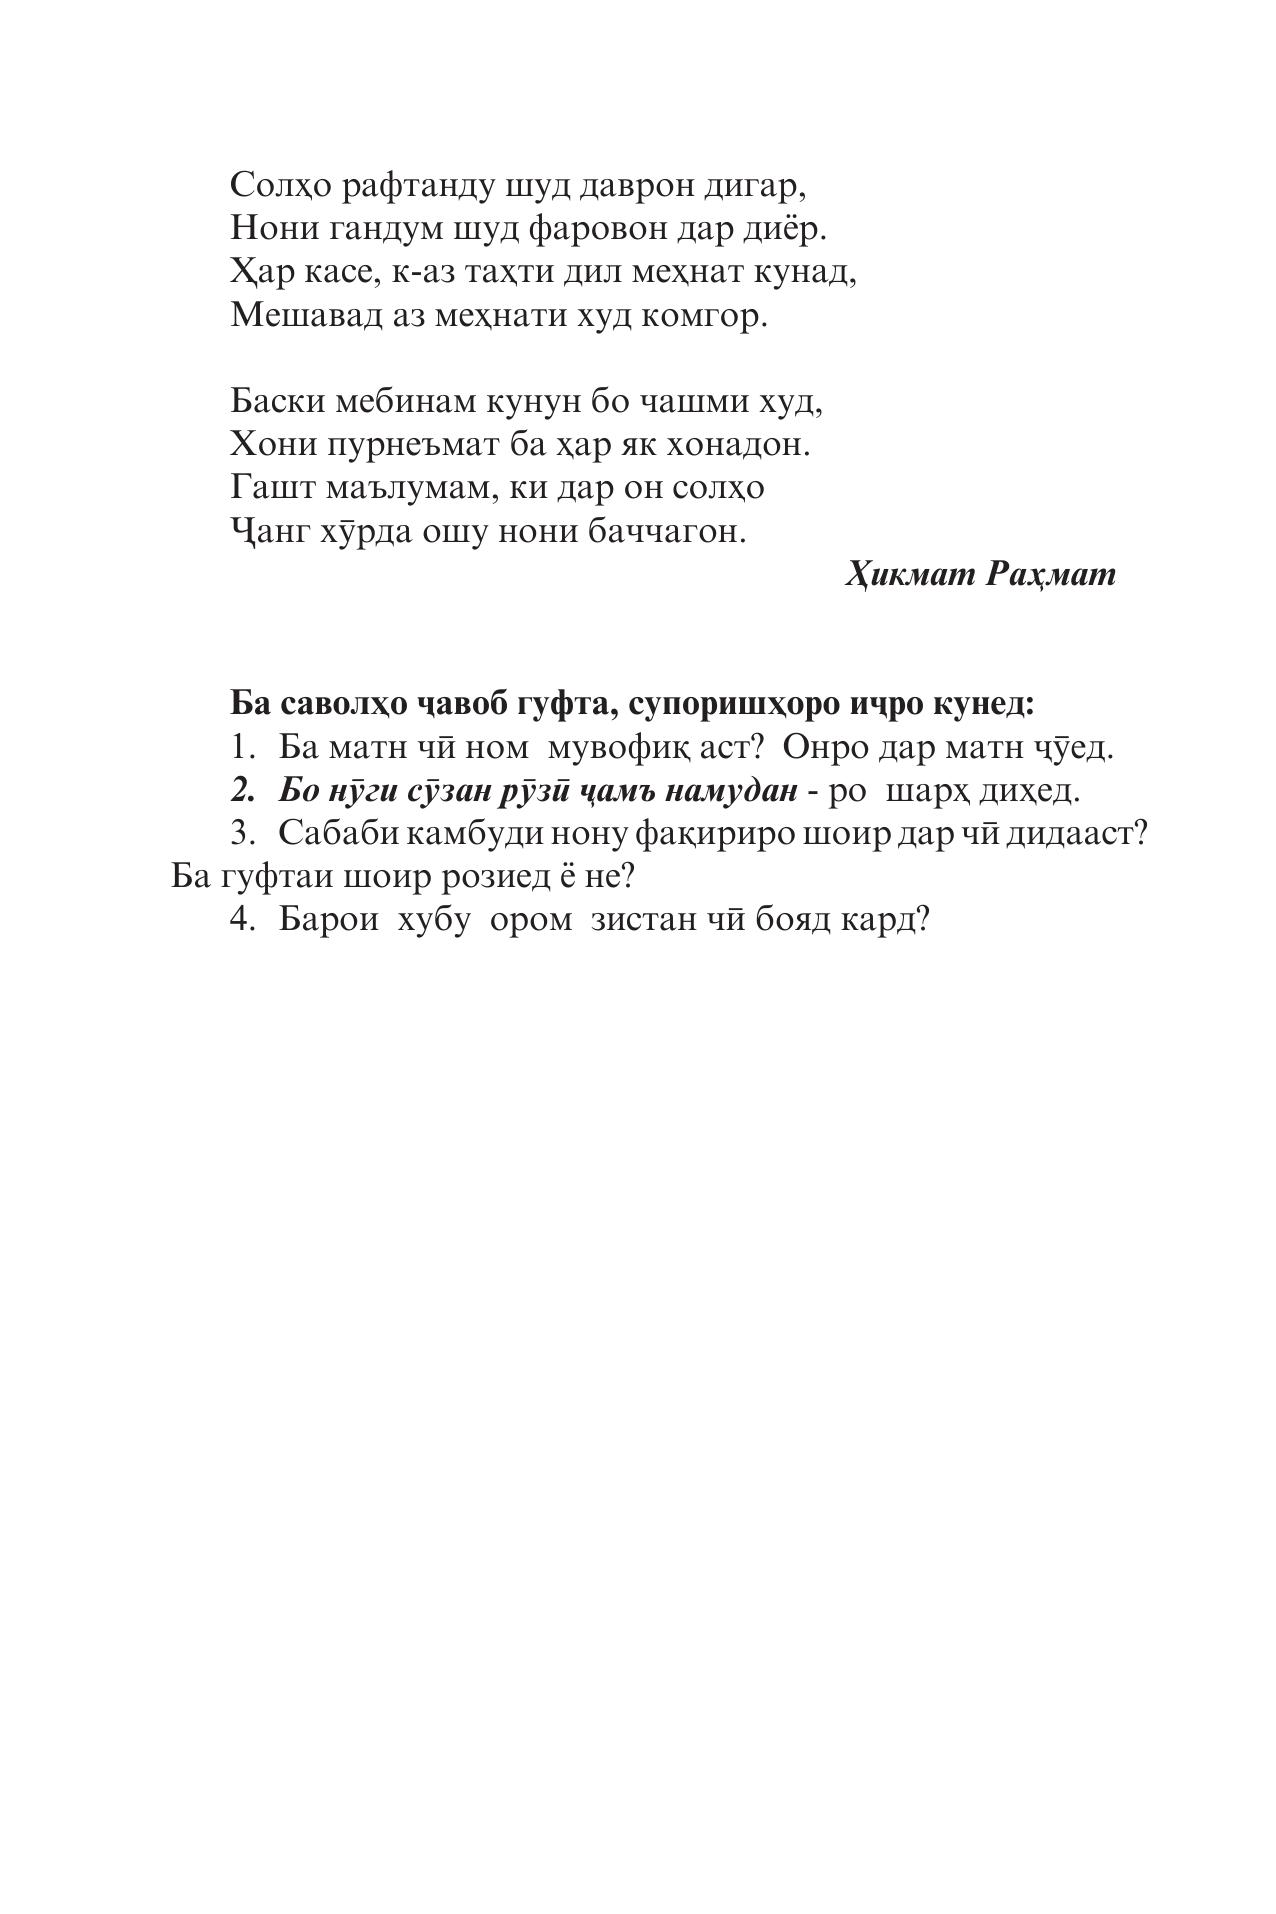 Солҳо рафтанду шуд даврон дигар,
Нони гандум шуд фаровон дар диёр.
Ҳар касе, к-аз таҳти дил меҳнат кунад,
Мешавад аз меҳнати худ комгор.
Баски мебинам кунун бо чашми худ,
Хони пурнеъмат ба ҳар як хонадон.
Гашт маълумам, ки дар он солҳо
Ҷанг хӯрда ошу нони баччагон.
Ҳикмат Раҳмат
Ба саволҳо ҷавоб гуфта, супоришҳоро иҷро кунед:
1. Ба матн чӣ ном мувофиқ аст? Онро дар матн ҷӯед.
2. Бо нӯги сӯзан рӯзӣ ҷамъ намудан - ро шарҳ диҳед.
3. Сабаби камбуди нону фақириро шоир дар чӣ дидааст?
Ба гуфтаи шоир розиед ё не?
4. Барои хубу ором зистан чӣ бояд кард?